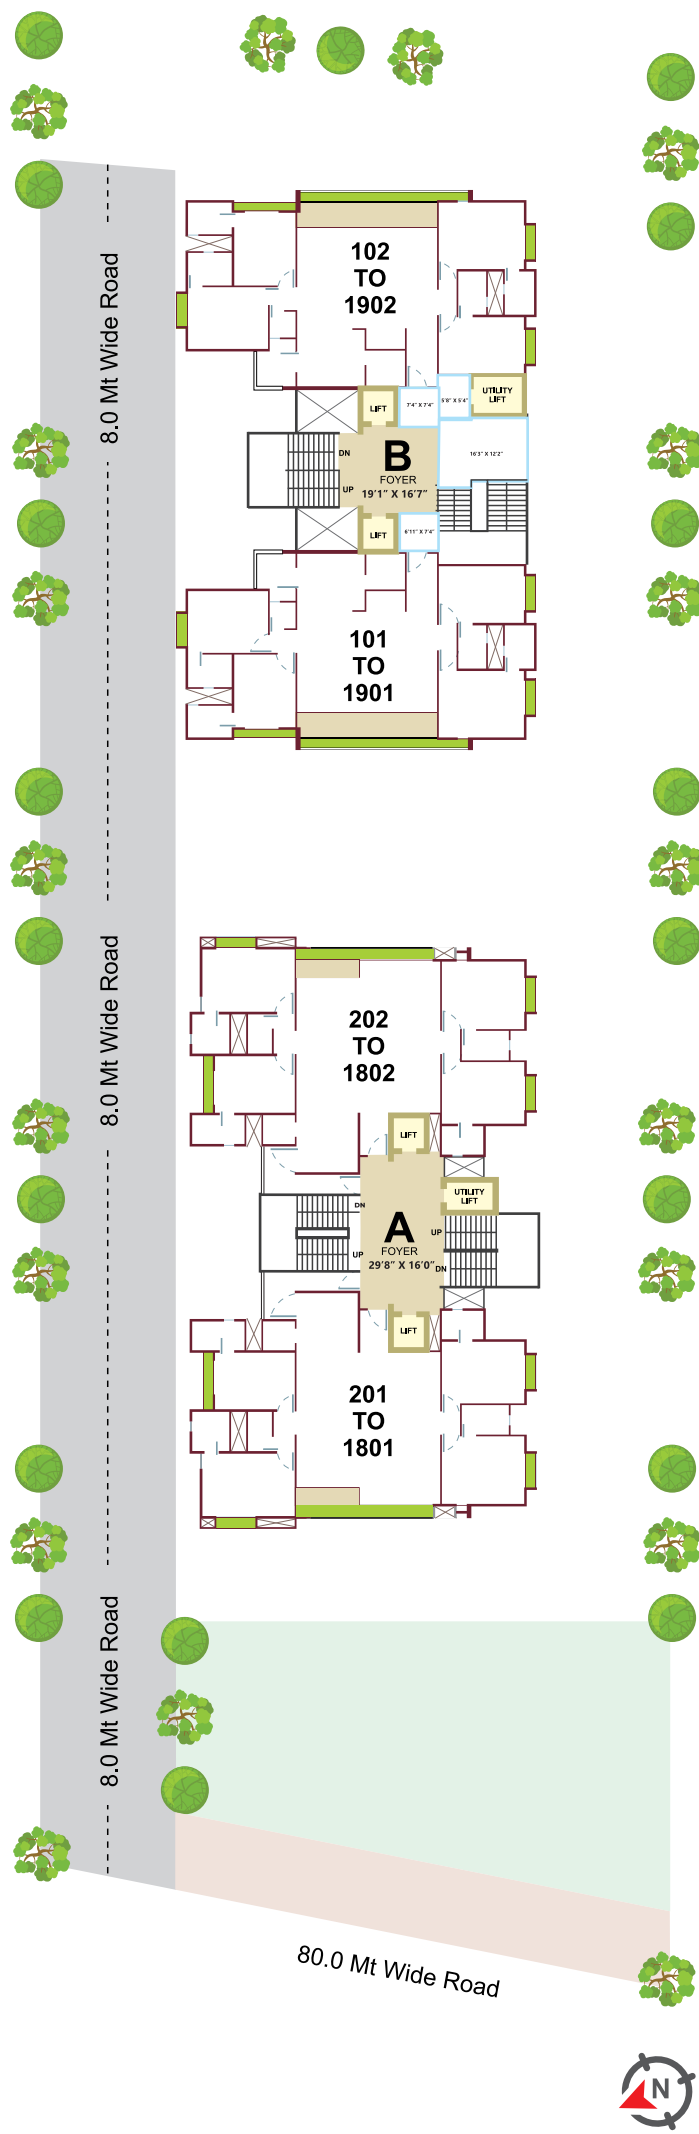 8.0 Mt Wide Road
102
TO
1902
LIFT
7'4" X 7'4"
5'8" X 5'4"
UTILITY
LIFT
DN
B
FOYER
19'1" X 16'7"
UP
16'3" X 12'2"
LIFT
6'11" X 7'4"
101
TO
1901
8.0 Mt Wide Road
202
TO
1802
LIFT
UTILITY
LIFT
DN
A
FOYER
29'8" X 16'0"
UP
UP
DN
LIFT
201
TO
1801
8.0 Mt Wide Road
80.0 Mt Wide Road
N